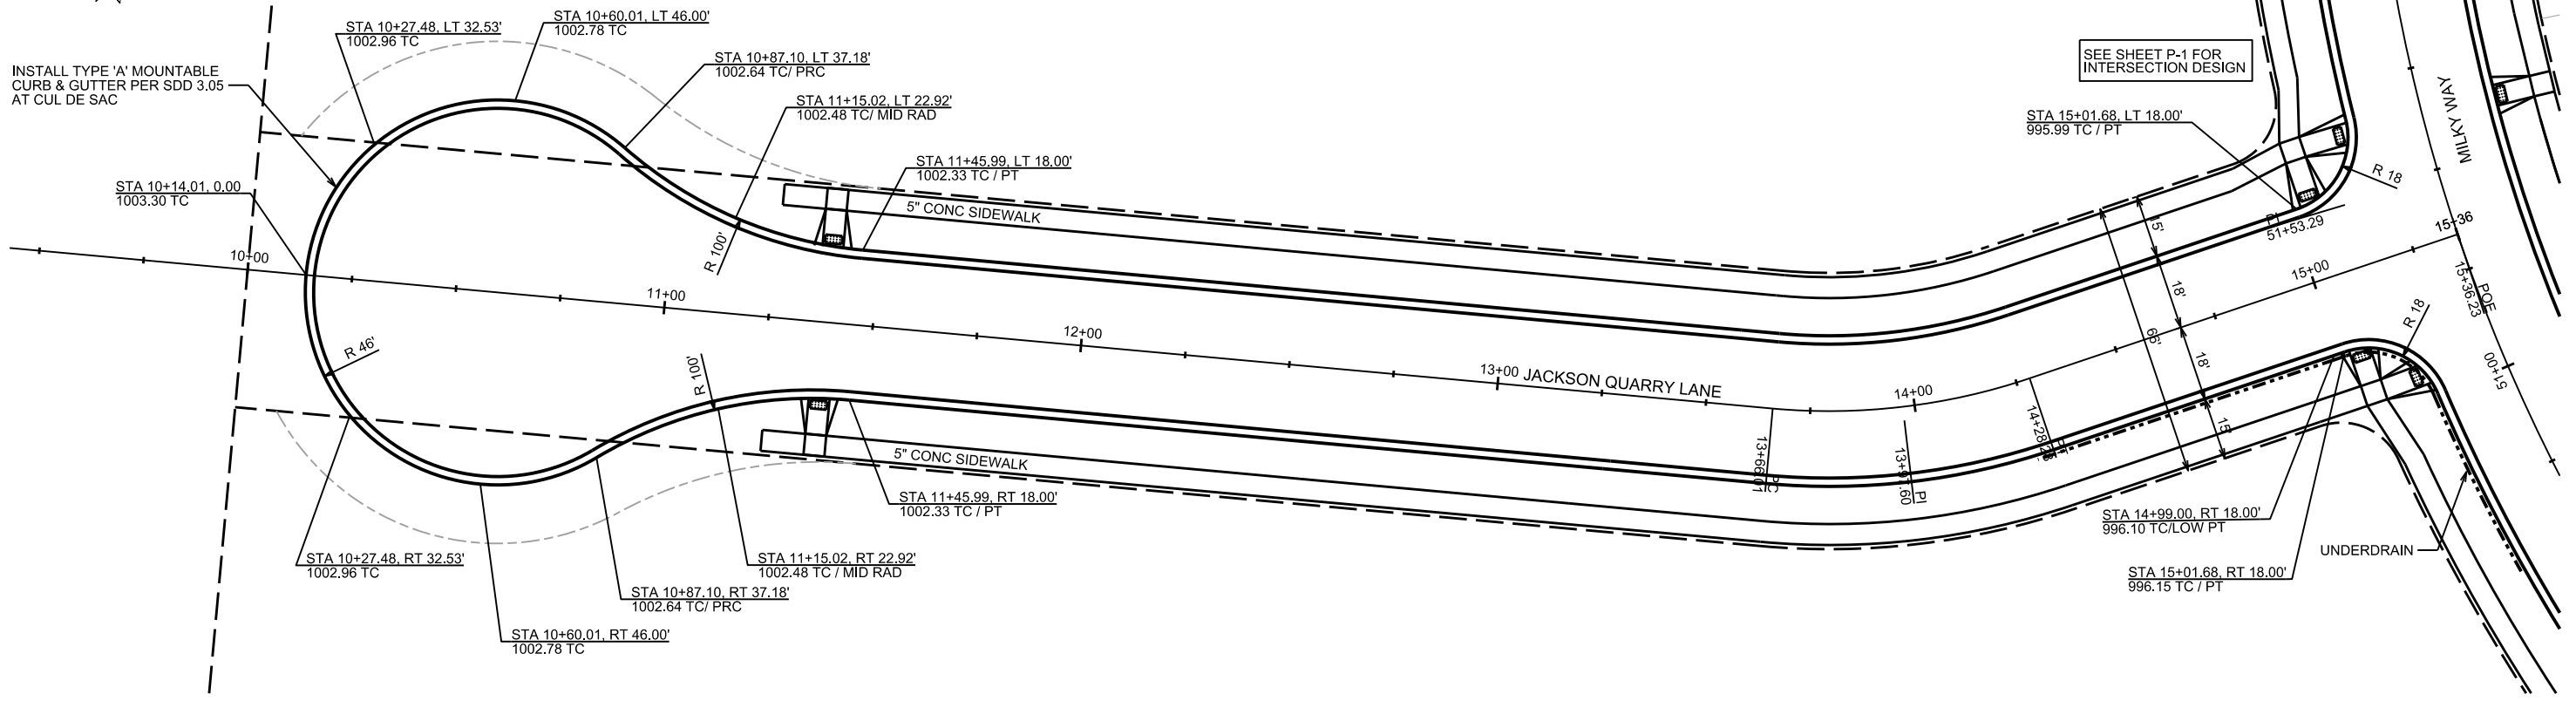 STA 10+27.48, LT 32.53'
1002.96 TC
STA 10+60.01, LT 46.00'
1002.78 TC
STA 10+87.10, LT 37.18'
1002.64 TC/ PRC
INSTALL TYPE 'A' MOUNTABLE
CURB & GUTTER PER SDD 3.05
AT CUL DE SAC
STA 11+15.02, LT 22.92'
1002.48 TC/ MID RAD
STA 11+45.99, LT 18.00'
1002.33 TC / PT
STA 10+14.01, 0.00
1003.30 TC
SEE SHEET P-1 FOR
INTERSECTION DESIGN
STA 15+01.68, LT 18.00'
995.99 TC / PT
MILKY WAY
R 18
5" CONC SIDEWALK
R 100'
10+00
11+00
12+00
13+00
JACKSON QUARRY LANE
14+00
15+00
15+36
51+53.29
15'
18'
66'
18'
15'
POE
15+36.23
R 18
51+00
R 46'
R 100'
5" CONC SIDEWALK
PC
13+66.01
PI
13+97.60
PT
14+28.28
STA 11+45.99, RT 18.00'
1002.33 TC / PT
STA 11+15.02, RT 22.92'
1002.48 TC / MID RAD
STA 10+87.10, RT 37.18'
1002.64 TC/ PRC
STA 10+60.01, RT 46.00'
1002.78 TC
STA 10+27.48, RT 32.53'
1002.96 TC
STA 14+99.00, RT 18.00'
996.10 TC/LOW PT
STA 15+01.68, RT 18.00'
996.15 TC / PT
UNDERDRAIN